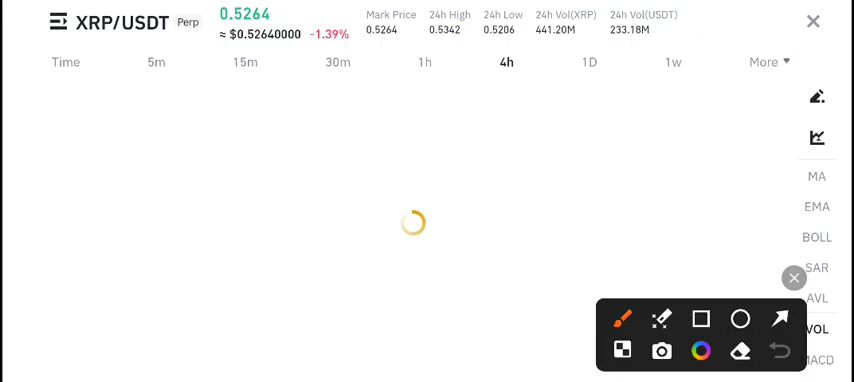 XRP/USDT Perp
0.5264
≈ $0.52640000 -1.39%
Mark Price
0.5264
24h High
0.5342
24h Low
0.5206
24h Vol(XRP)
441.20M
24h Vol(USDT)
233.18M
Time 5m 15m 30m 1h 4h 1D 1w More
MA
EMA
BOLL
SAR
AVL
VOL
MACD